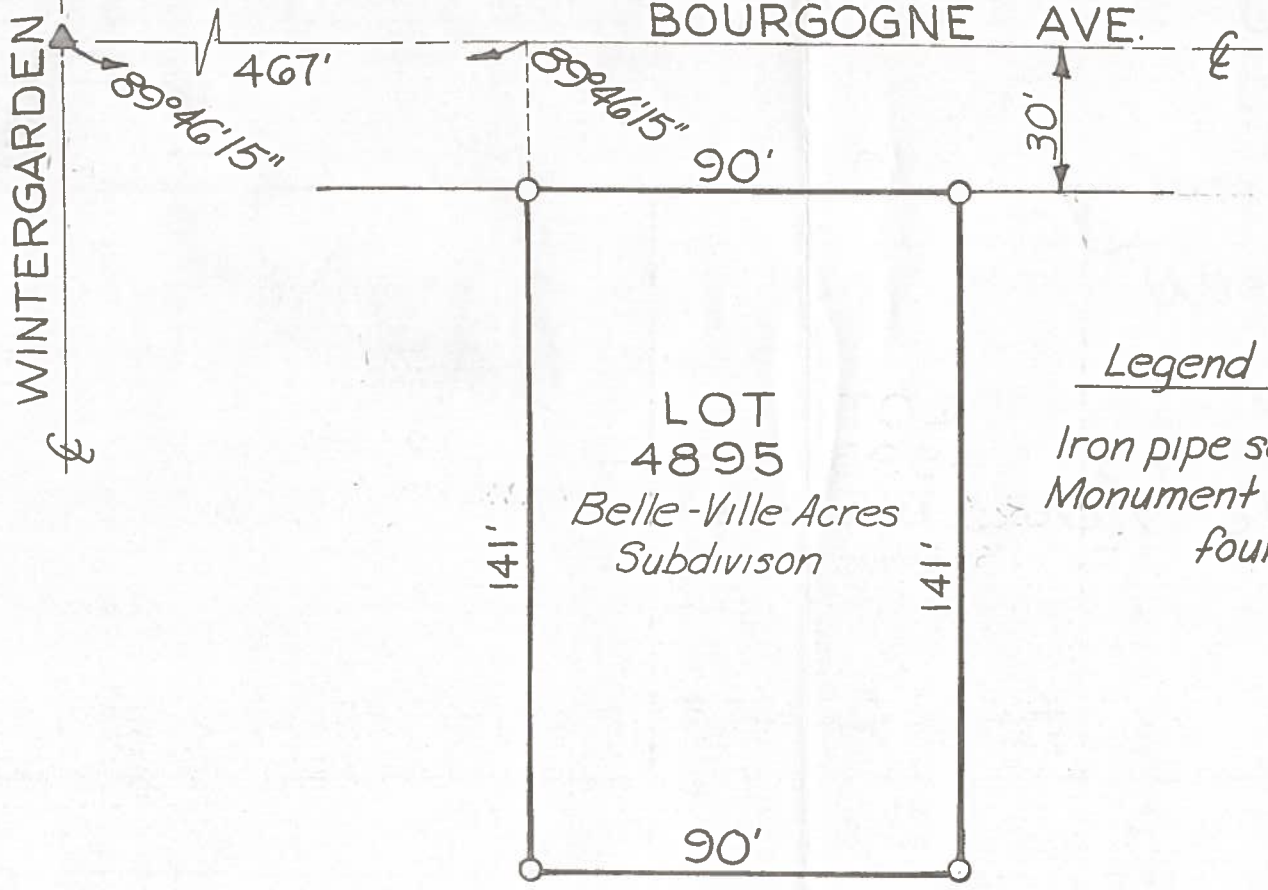 BOURGOGNE AVE.
℄
WINTERGARDEN
℄
467'
89°46'15"
89°46'15"
30'
90'
LOT
4895
Belle-Ville Acres
Subdivison
141'
141'
90'
Legend
Iron pipe
Monument